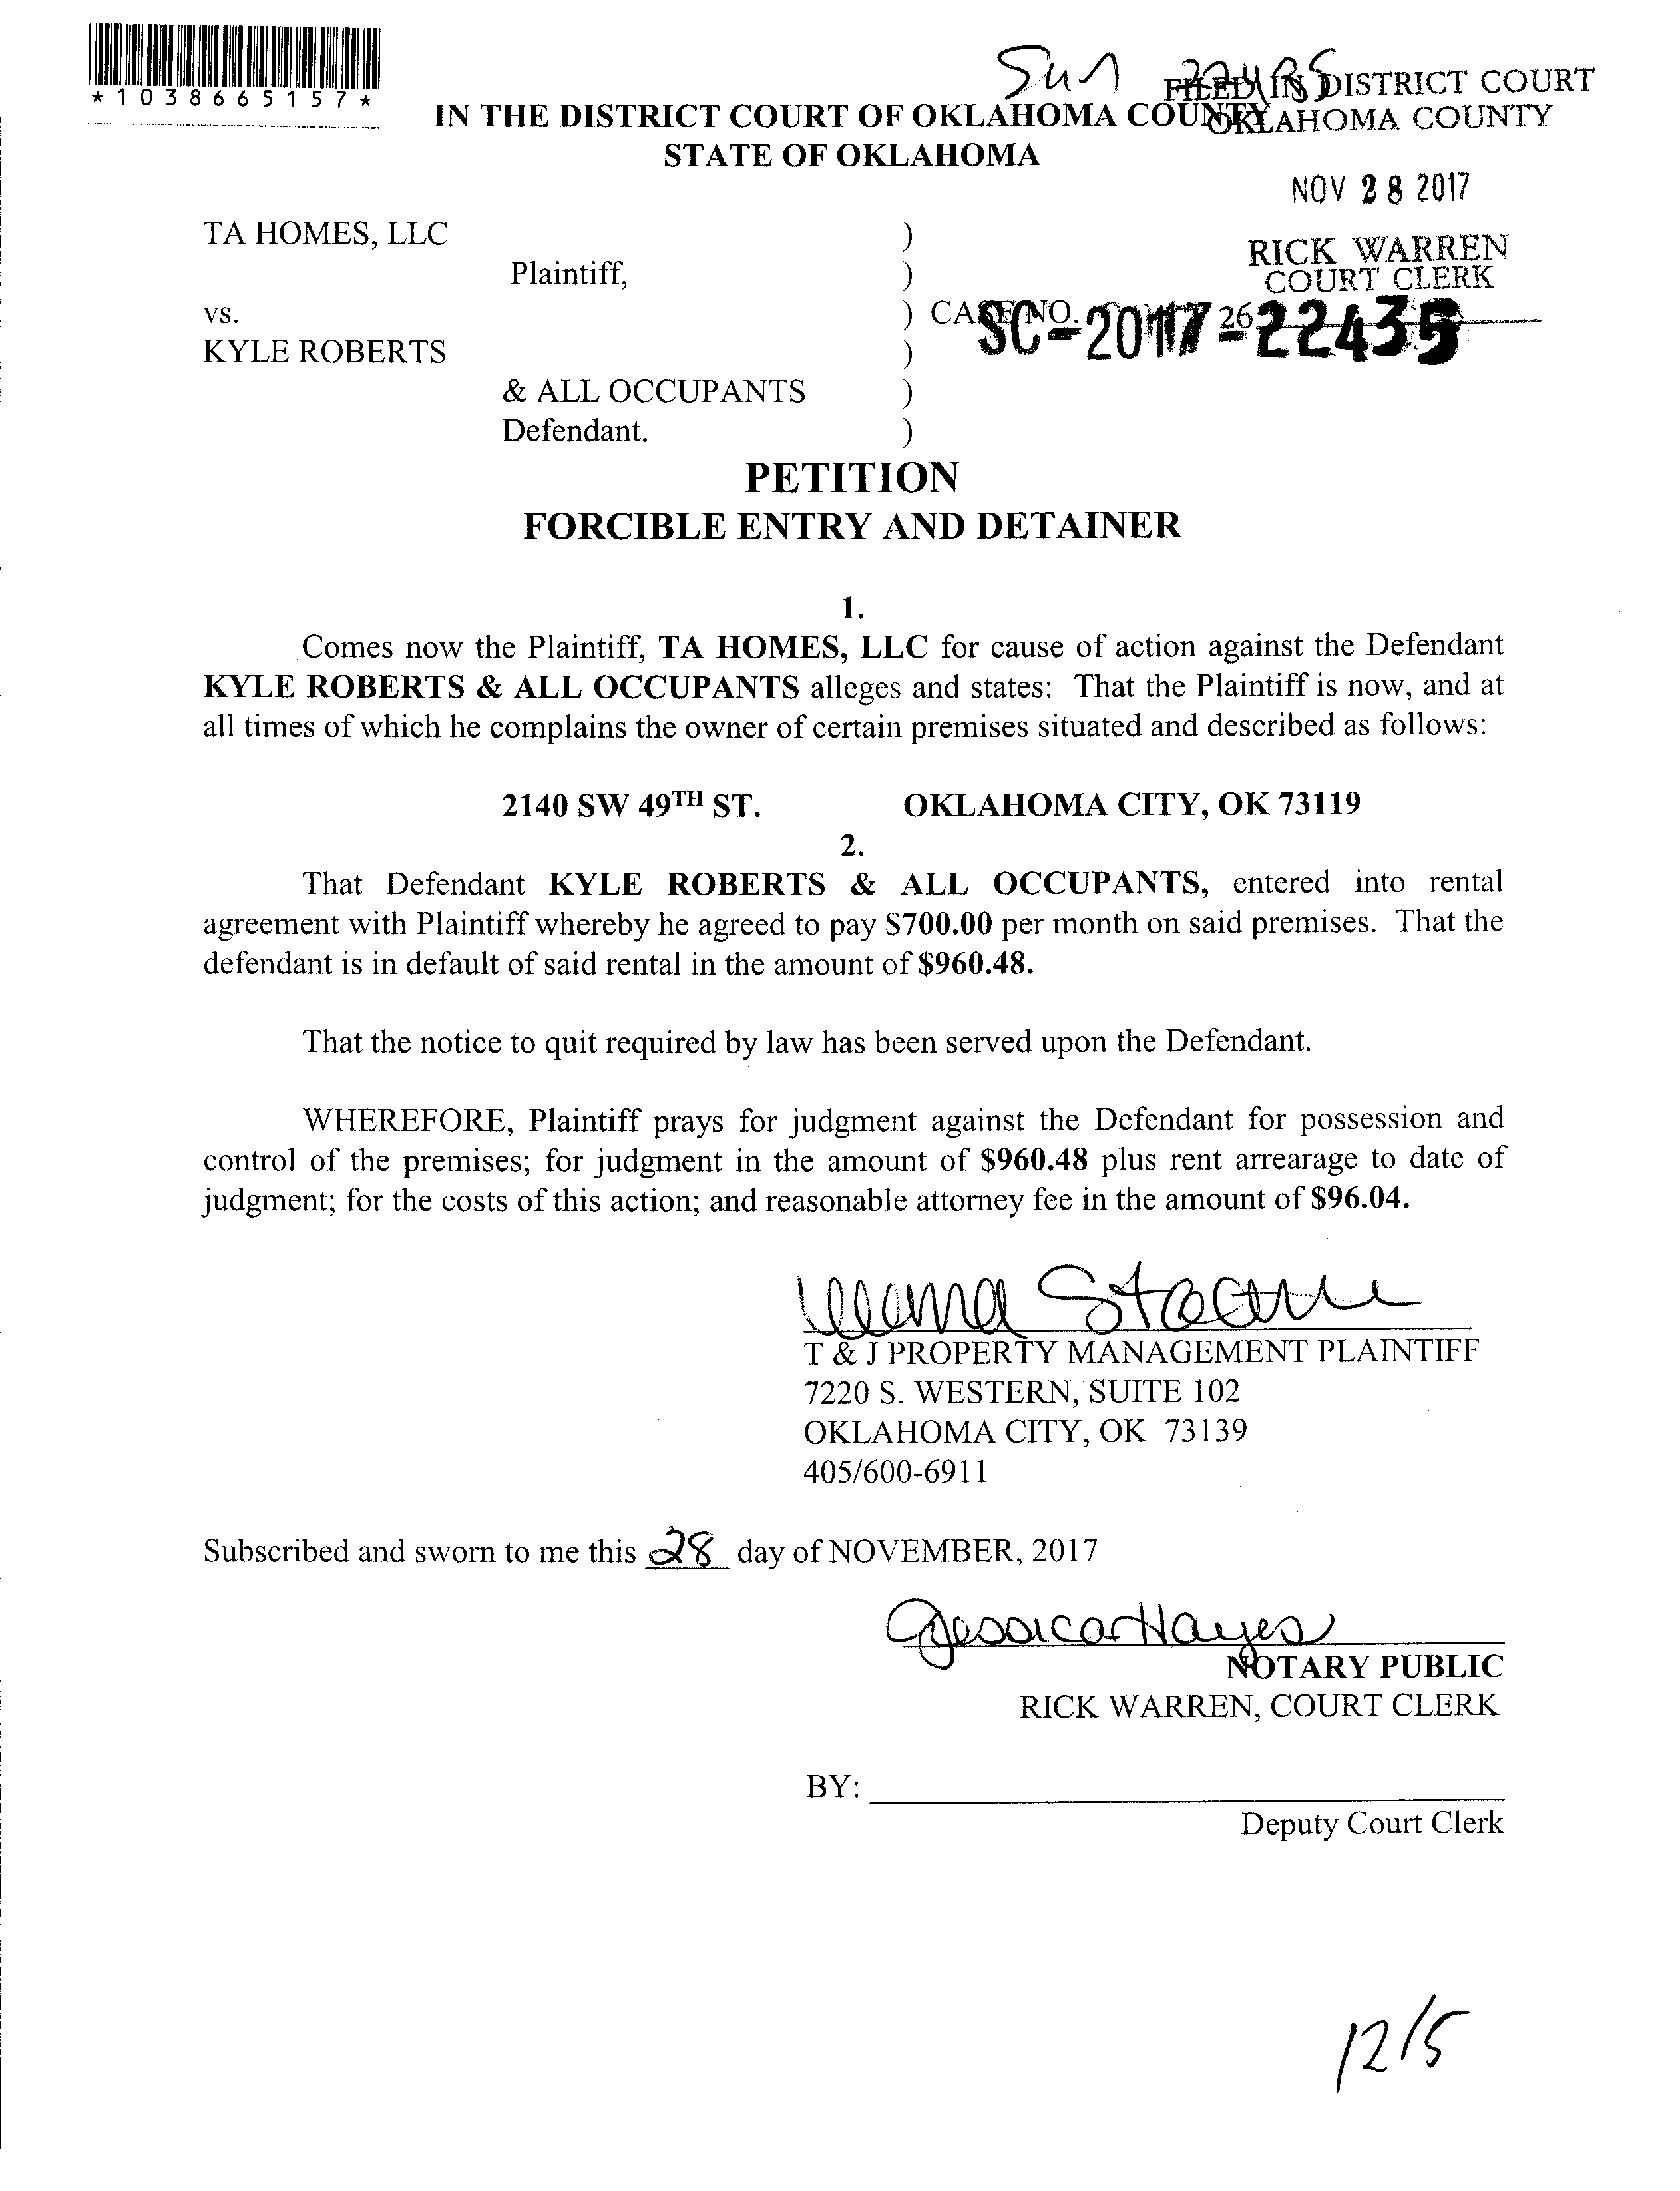 *1038665157*
Sun
FILED IN DISTRICT COURT
OKLAHOMA COUNTY
IN THE DISTRICT COURT OF OKLAHOMA COUNTY
STATE OF OKLAHOMA
NOV 28 2017
RICK WARREN
COURT CLERK
TA HOMES, LLC )
Plaintiff, )
vs. ) CASE NO.
SC-2017-22435
KYLE ROBERTS )
& ALL OCCUPANTS )
Defendant. )
PETITION
FORCIBLE ENTRY AND DETAINER
1.
Comes now the Plaintiff, TA HOMES, LLC for cause of action against the Defendant
KYLE ROBERTS & ALL OCCUPANTS alleges and states: That the Plaintiff is now, and at
all times of which he complains the owner of certain premises situated and described as follows:
2140 SW 49TH ST. OKLAHOMA CITY, OK 73119
2.
That Defendant KYLE ROBERTS & ALL OCCUPANTS, entered into rental
agreement with Plaintiff whereby he agreed to pay $700.00 per month on said premises. That the
defendant is in default of said rental in the amount of $960.48.
That the notice to quit required by law has been served upon the Defendant.
WHEREFORE, Plaintiff prays for judgment against the Defendant for possession and
control of the premises; for judgment in the amount of $960.48 plus rent arrearage to date of
judgment; for the costs of this action; and reasonable attorney fee in the amount of $96.04.
T & J PROPERTY MANAGEMENT PLAINTIFF
7220 S. WESTERN, SUITE 102
OKLAHOMA CITY, OK 73139
405/600-6911
Subscribed and sworn to me this 28 day of NOVEMBER, 2017
Jessica Hayes
NOTARY PUBLIC
RICK WARREN, COURT CLERK
BY:
Deputy Court Clerk
12/5